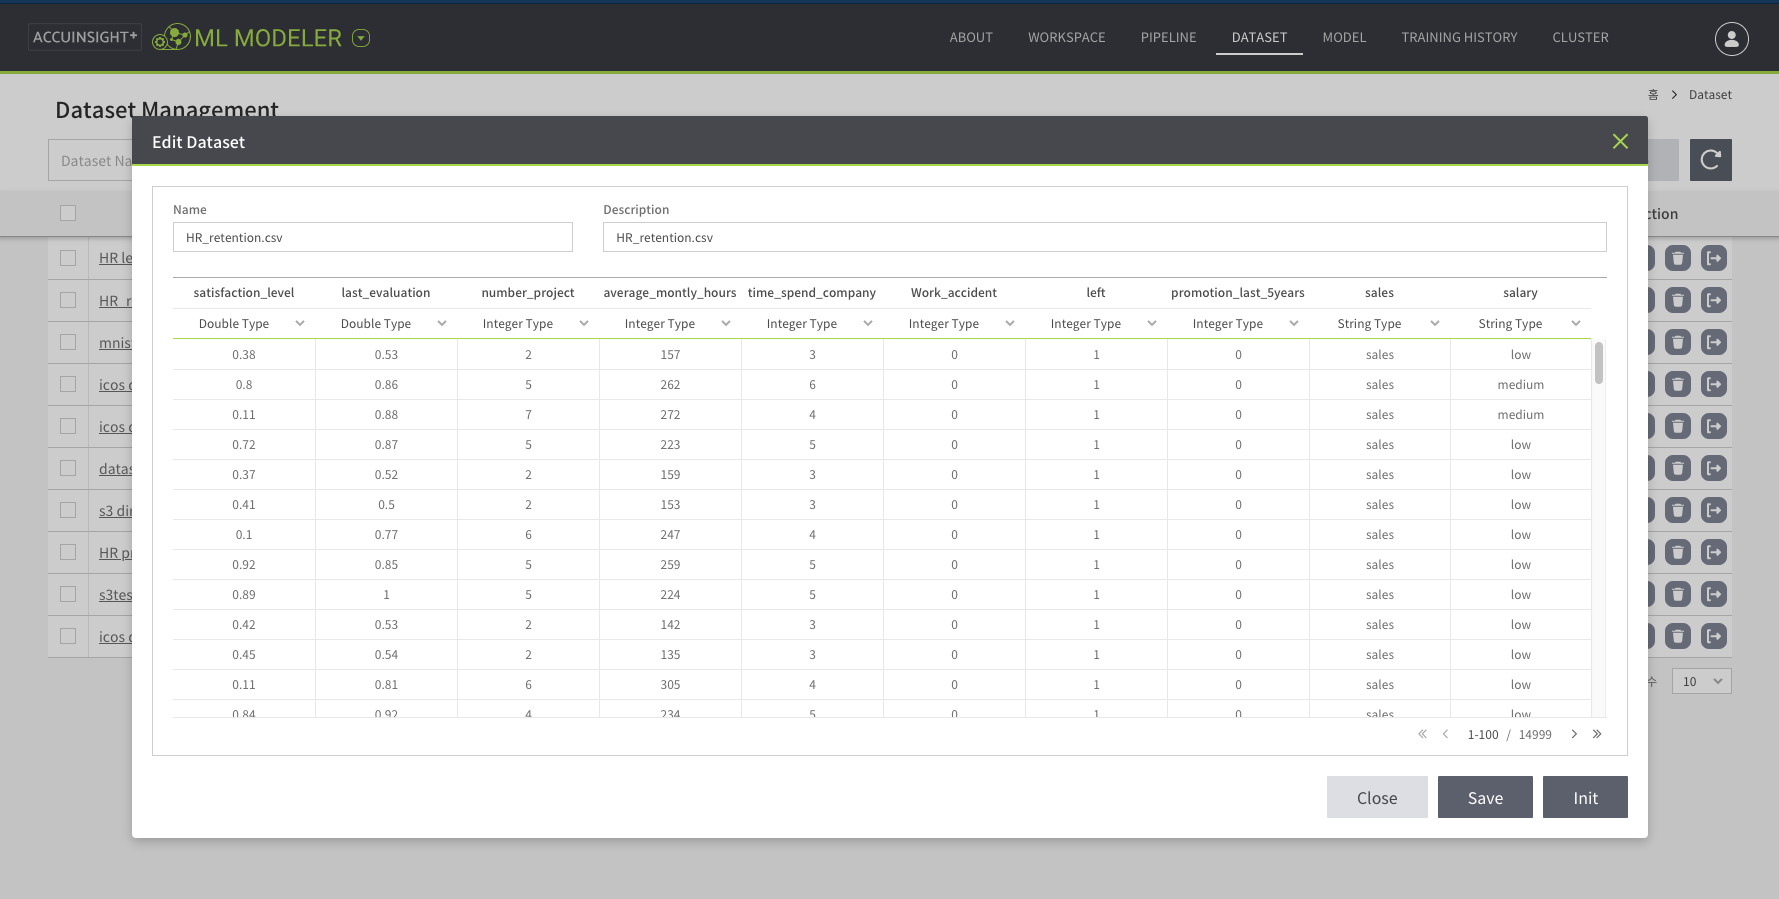 ACCUINSIGHT+ ML MODELER ABOUT WORKSPACE PIPELINE DATASET MODEL TRAINING HISTORY CLUSTER
홈 > Dataset
Dataset Management
Edit Dataset
Dataset Na
ction
Name Description
HR_retention.csv HR_retention.csv
satisfaction_level last_evaluation number_project average_montly_hours time_spend_company Work_accident left promotion_last_5years sales salary
Double Type Double Type Integer Type Integer Type Integer Type Integer Type Integer Type Integer Type String Type String Type
0.38 0.53 2 157 3 0 1 0 sales low
0.8 0.86 5 262 6 0 1 0 sales medium
0.11 0.88 7 272 4 0 1 0 sales medium
0.72 0.87 5 223 5 0 1 0 sales low
0.37 0.52 2 159 3 0 1 0 sales low
0.41 0.5 2 153 3 0 1 0 sales low
0.1 0.77 6 247 4 0 1 0 sales low
0.92 0.85 5 259 5 0 1 0 sales low
0.89 1 5 224 5 0 1 0 sales low
0.42 0.53 2 142 3 0 1 0 sales low
0.45 0.54 2 135 3 0 1 0 sales low
0.11 0.81 6 305 4 0 1 0 sales low
0.84 0.92 4 234 5 0 1 0 sales low
1-100 / 14999
Close Save Init
HR le
HR_r
mnis
icos
icos
datas
s3 di
HR p
s3tes
icos
수 10